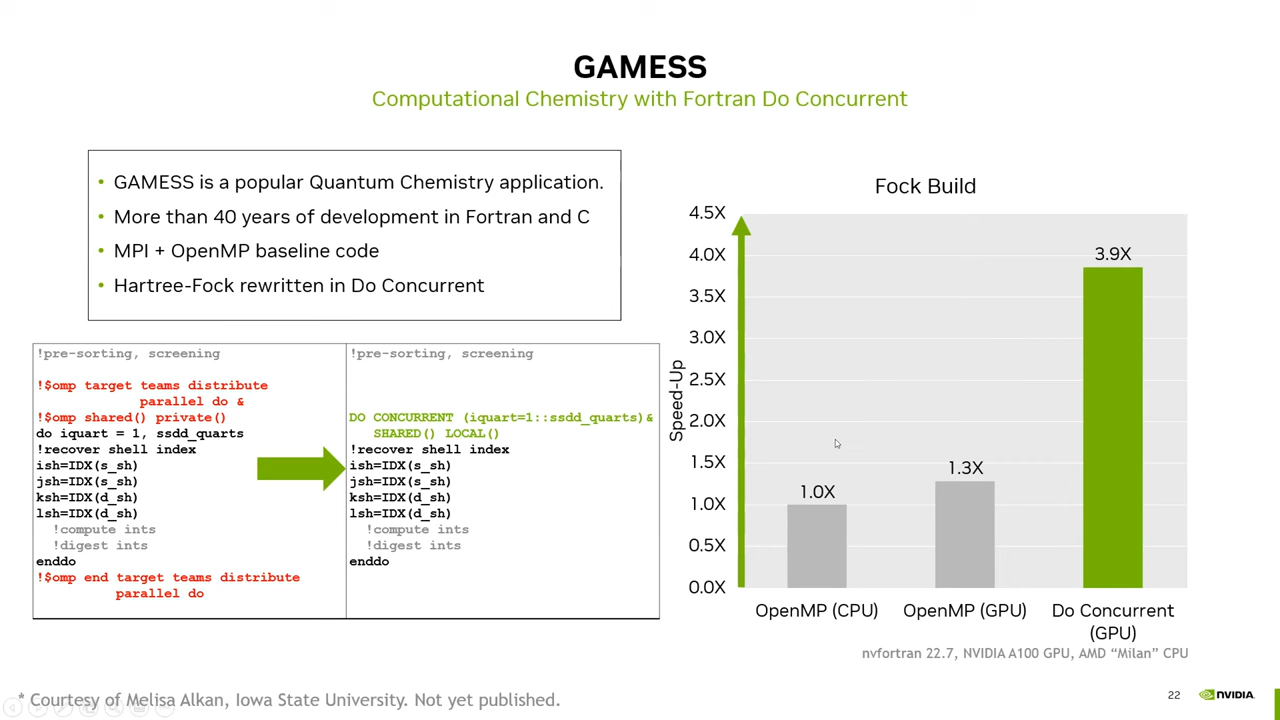 GAMESS
Computational Chemistry with Fortran Do Concurrent
• GAMESS is a popular Quantum Chemistry application.
• More than 40 years of development in Fortran and C
• MPI + OpenMP baseline code
• Hartree-Fock rewritten in Do Concurrent
!pre-sorting, screening
!$omp target teams distribute
parallel do &
!$omp shared() private()
do iquart = 1, ssdd_quarts
!recover shell index
ish=IDX(s_sh)
jsh=IDX(s_sh)
ksh=IDX(d_sh)
lsh=IDX(d_sh)
!compute ints
!digest ints
enddo
!$omp end target teams distribute
parallel do
!pre-sorting, screening
DO CONCURRENT (iquart=1::ssdd_quarts)&
SHARED() LOCAL()
!recover shell index
ish=IDX(s_sh)
jsh=IDX(s_sh)
ksh=IDX(d_sh)
lsh=IDX(d_sh)
!compute ints
!digest ints
enddo
Fock Build
Speed-Up
4.5X
4.0X
3.5X
3.0X
2.5X
2.0X
1.5X
1.0X
0.5X
0.0X
1.0X
1.3X
3.9X
OpenMP (CPU)
OpenMP (GPU)
Do Concurrent
(GPU)
nvfortran 22.7, NVIDIA A100 GPU, AMD “Milan” CPU
* Courtesy of Melisa Alkan, Iowa State University. Not yet published.
22
NVIDIA.